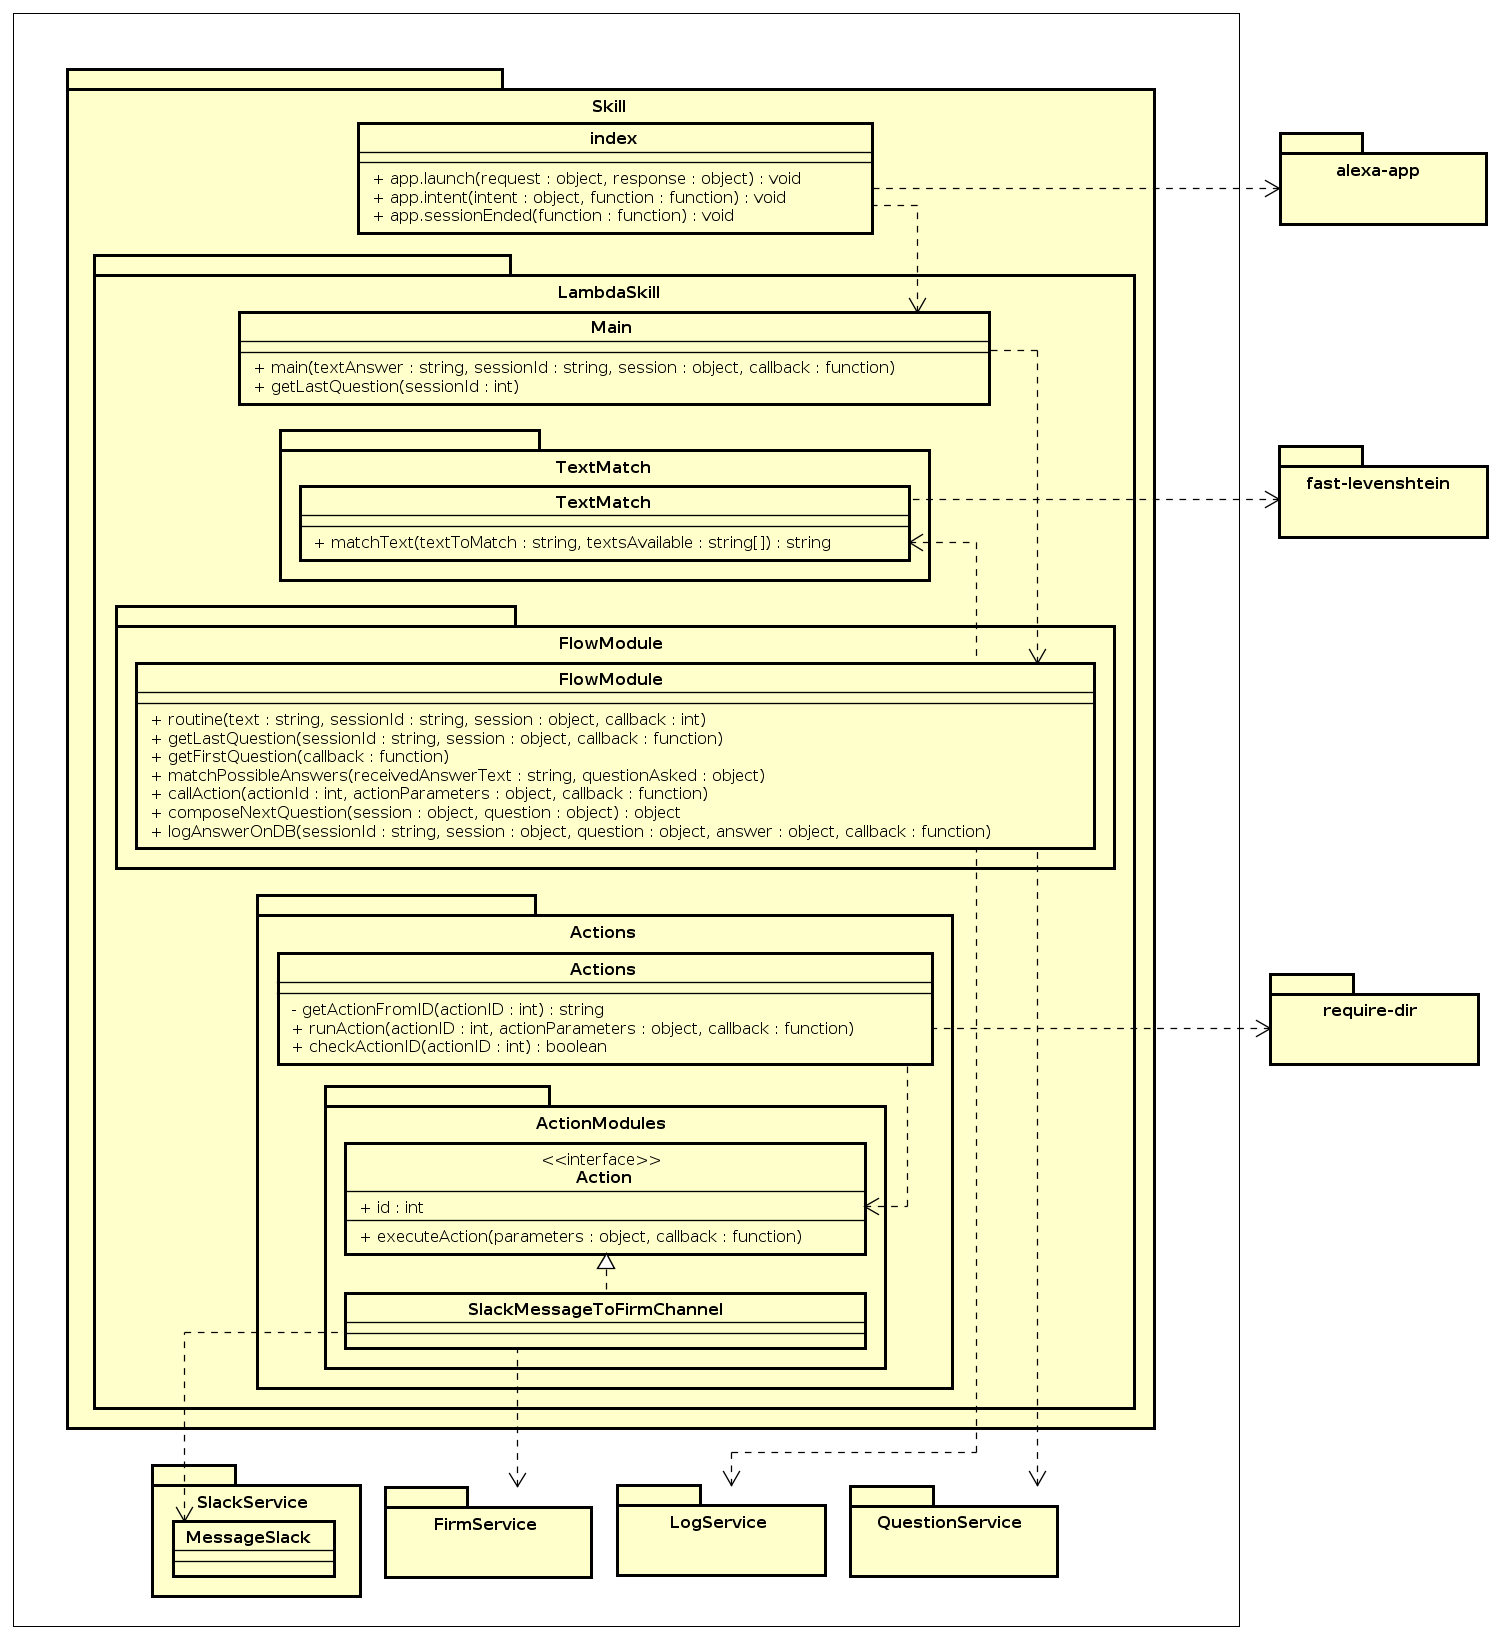 Skill
index
+ app.launch(request : object, response : object) : void
+ app.intent(intent : object, function : function) : void
+ app.sessionEnded(function : function) : void
alexa-app
LambdaSkill
Main
+ main(textAnswer : string, sessionId : string, session : object, callback : function)
+ getLastQuestion(sessionId : int)
TextMatch
TextMatch
+ matchText(textToMatch : string, textsAvailable : string[]) : string
fast-levenshtein
FlowModule
FlowModule
+ routine(text : string, sessionId : string, session : object, callback : int)
+ getLastQuestion(sessionId : string, session : object, callback : function)
+ getFirstQuestion(callback : function)
+ matchPossibleAnswers(receivedAnswerText : string, questionAsked : object)
+ callAction(actionId : int, actionParameters : object, callback : function)
+ composeNextQuestion(session : object, question : object) : object
+ logAnswerOnDB(sessionId : string, session : object, question : object, answer : object, callback : function)
Actions
Actions
- getActionFromID(actionID : int) : string
+ runAction(actionID : int, actionParameters : object, callback : function)
+ checkActionID(actionID : int) : boolean
require-dir
ActionModules
<<interface>>
Action
+ id : int
+ executeAction(parameters : object, callback : function)
SlackMessageToFirmChannel
SlackService
MessageSlack
FirmService
LogService
QuestionService